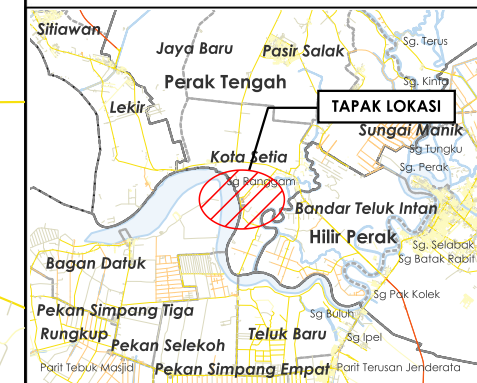 Sitiawan
Jaya Baru
Pasir Salak
Sg. Terus
Perak Tengah
Sg. Kinta
Lekir
TAPAK LOKASI
Sungai Manik
Sg Tungku
Kota Setia
Sg. Perak
Sg Ranggam
Bandar Teluk Intan
Hilir Perak
Sg. Selabak
Sg Batak Rabit
Bagan Datuk
Sg Pak Kolek
Pekan Simpang Tiga
Sg Buluh
Rungkup
Teluk Baru
Sg Ipel
Pekan Selekoh
Parit Tebuk Masjid
Pekan Simpang Empat
Parit Terusan Jenderata